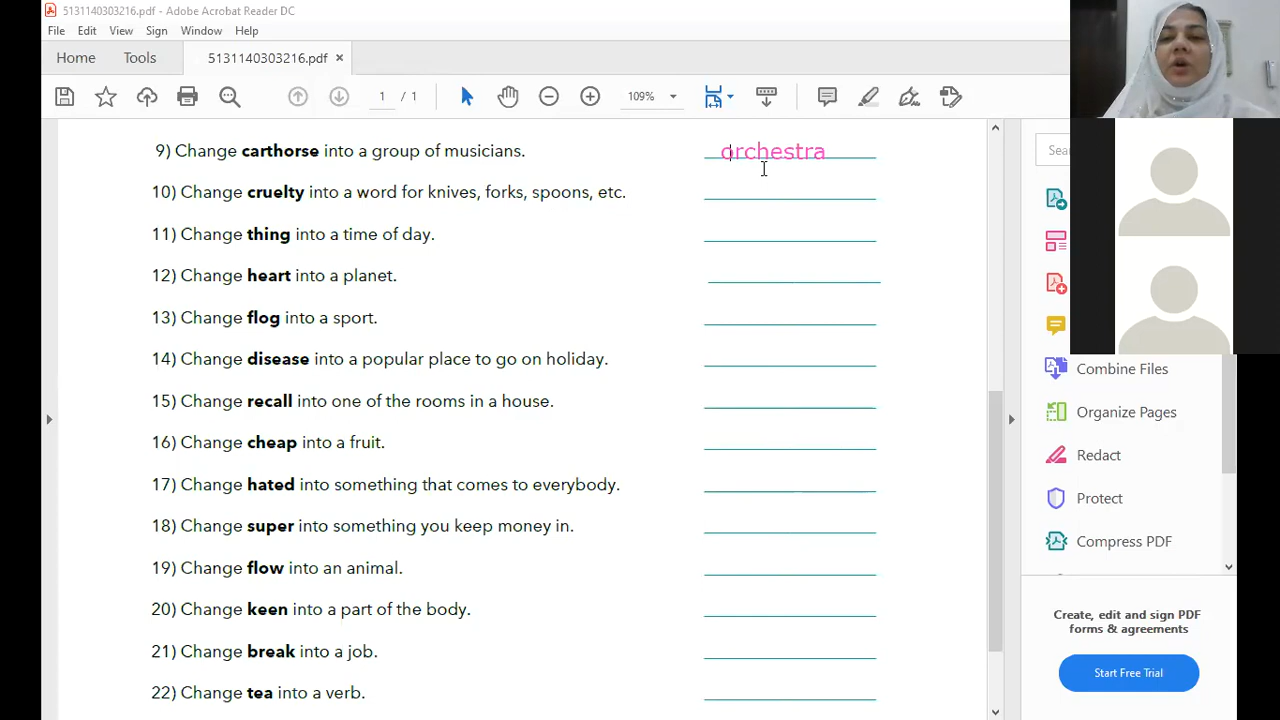 5131140303216.pdf - Adobe Acrobat Reader DC
File Edit View Sign Window Help
Home Tools 5131140303216.pdf ×
1 / 1 109%
9) Change carthorse into a group of musicians. orchestra
Sea
10) Change cruelty into a word for knives, forks, spoons, etc.
11) Change thing into a time of day.
12) Change heart into a planet.
13) Change flog into a sport.
14) Change disease into a popular place to go on holiday.
Combine Files
15) Change recall into one of the rooms in a house.
Organize Pages
16) Change cheap into a fruit.
Redact
17) Change hated into something that comes to everybody.
Protect
18) Change super into something you keep money in.
Compress PDF
19) Change flow into an animal.
20) Change keen into a part of the body.
Create, edit and sign PDF
forms & agreements
21) Change break into a job.
Start Free Trial
22) Change tea into a verb.